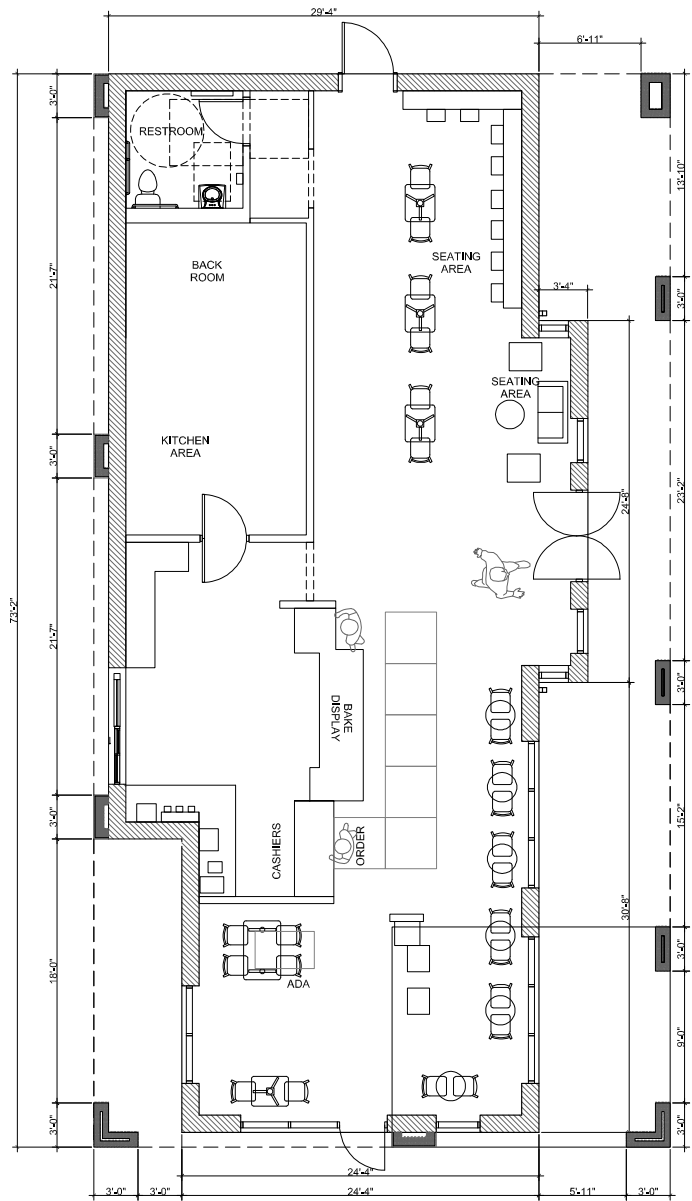 29'-4"
6'-11"
3'-0"
RESTROOM
13'-10"
21'-7"
BACK
ROOM
SEATING
AREA
3'-4"
3'-0"
SEATING
AREA
KITCHEN
AREA
3'-0"
23'-2"
24'-8"
73'-2"
21'-7"
BAKE
DISPLAY
3'-0"
15'-2"
3'-0"
CASHIERS
ORDER
30'-8"
3'-0"
18'-0"
ADA
9'-0"
3'-0"
3'-0"
24'-4"
3'-0"
3'-0"
24'-4"
5'-11"
3'-0"